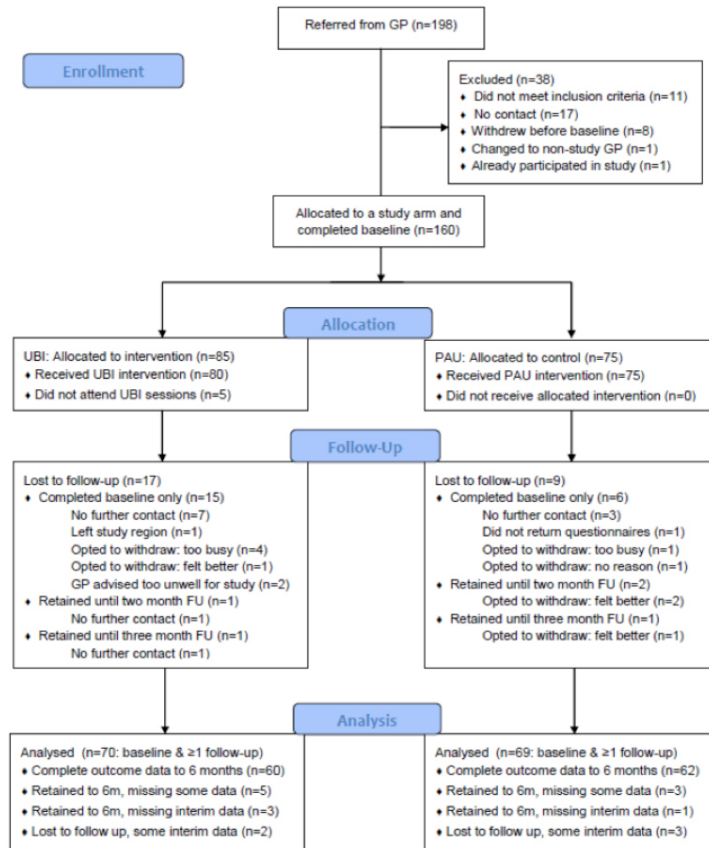 Referred from GP (n=198)
Enrollment
Excluded (n=38)
♦ Did not meet inclusion criteria (n=11)
♦ No contact (n=17)
♦ Withdrew before baseline (n=8)
♦ Changed to non-study GP (n=1)
♦ Already participated in study (n=1)
Allocated to a study arm and
completed baseline (n=160)
Allocation
UBI: Allocated to intervention (n=85)
♦ Received UBI intervention (n=80)
♦ Did not attend UBI sessions (n=5)
PAU: Allocated to control (n=75)
♦ Received PAU intervention (n=75)
♦ Did not receive allocated intervention (n=0)
Follow-Up
Lost to follow-up (n=17)
♦ Completed baseline only (n=15)
No further contact (n=7)
Left study region (n=1)
Opted to withdraw: too busy (n=4)
Opted to withdraw: felt better (n=1)
GP advised too unwell for study (n=2)
♦ Retained until two month FU (n=1)
No further contact (n=1)
♦ Retained until three month FU (n=1)
No further contact (n=1)
Lost to follow-up (n=9)
♦ Completed baseline only (n=6)
No further contact (n=3)
Did not return questionnaires (n=1)
Opted to withdraw: too busy (n=1)
Opted to withdraw: no reason (n=1)
♦ Retained until two month FU (n=2)
Opted to withdraw: felt better (n=2)
♦ Retained until three month FU (n=1)
Opted to withdraw: felt better (n=1)
Analysis
Analysed (n=70: baseline & ≥1 follow-up)
♦ Complete outcome data to 6 months (n=60)
♦ Retained to 6m, missing some data (n=5)
♦ Retained to 6m, missing interim data (n=3)
♦ Lost to follow up, some interim data (n=2)
Analysed (n=69: baseline & ≥1 follow-up)
♦ Complete outcome data to 6 months (n=62)
♦ Retained to 6m, missing some data (n=3)
♦ Retained to 6m, missing interim data (n=1)
♦ Lost to follow up, some interim data (n=3)